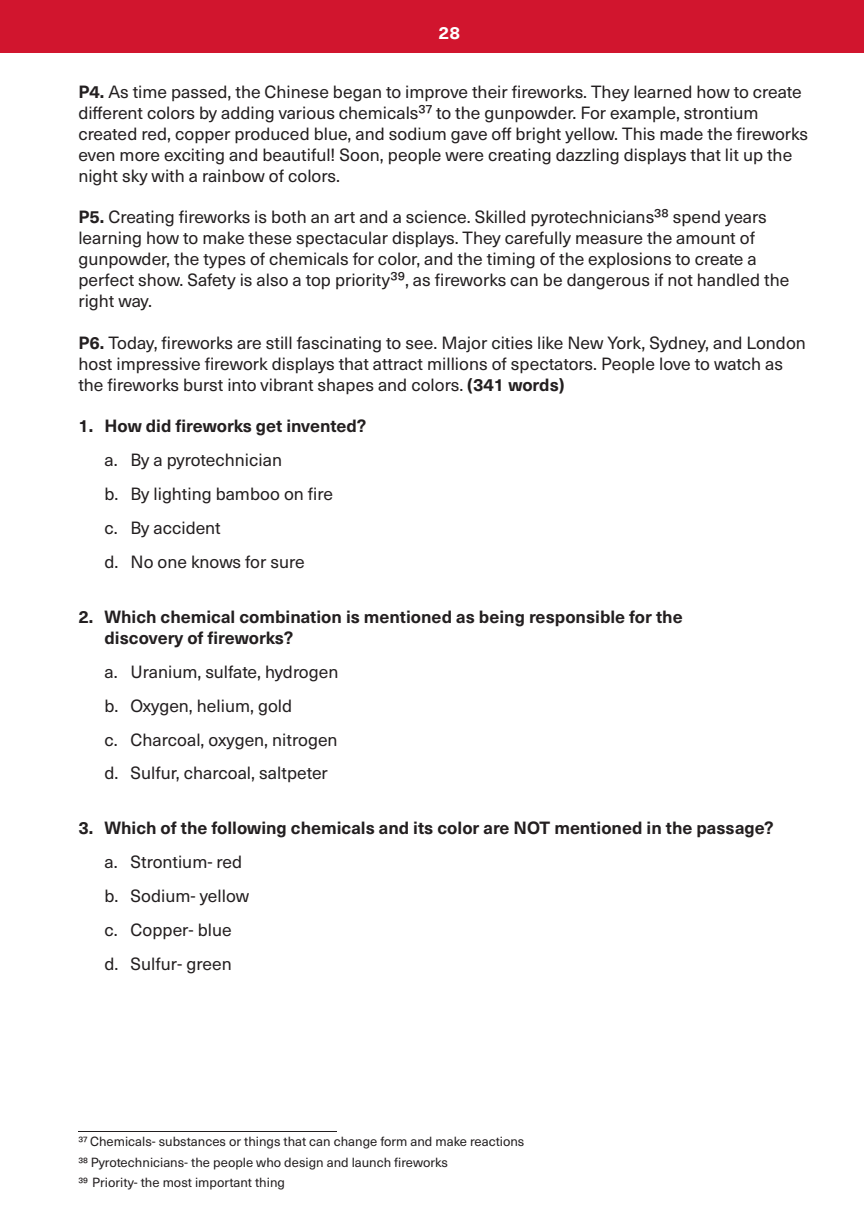 28
P4. As time passed, the Chinese began to improve their fireworks. They learned how to create
different colors by adding various chemicals³⁷ to the gunpowder. For example, strontium
created red, copper produced blue, and sodium gave off bright yellow. This made the fireworks
even more exciting and beautiful! Soon, people were creating dazzling displays that lit up the
night sky with a rainbow of colors.
P5. Creating fireworks is both an art and a science. Skilled pyrotechnicians³⁸ spend years
learning how to make these spectacular displays. They carefully measure the amount of
gunpowder, the types of chemicals for color, and the timing of the explosions to create a
perfect show. Safety is also a top priority³⁹, as fireworks can be dangerous if not handled the
right way.
P6. Today, fireworks are still fascinating to see. Major cities like New York, Sydney, and London
host impressive firework displays that attract millions of spectators. People love to watch as
the fireworks burst into vibrant shapes and colors. (341 words)
1. How did fireworks get invented?
a. By a pyrotechnician
b. By lighting bamboo on fire
c. By accident
d. No one knows for sure
2. Which chemical combination is mentioned as being responsible for the
discovery of fireworks?
a. Uranium, sulfate, hydrogen
b. Oxygen, helium, gold
c. Charcoal, oxygen, nitrogen
d. Sulfur, charcoal, saltpeter
3. Which of the following chemicals and its color are NOT mentioned in the passage?
a. Strontium- red
b. Sodium- yellow
c. Copper- blue
d. Sulfur- green
³⁷ Chemicals- substances or things that can change form and make reactions
³⁸ Pyrotechnicians- the people who design and launch fireworks
³⁹ Priority- the most important thing